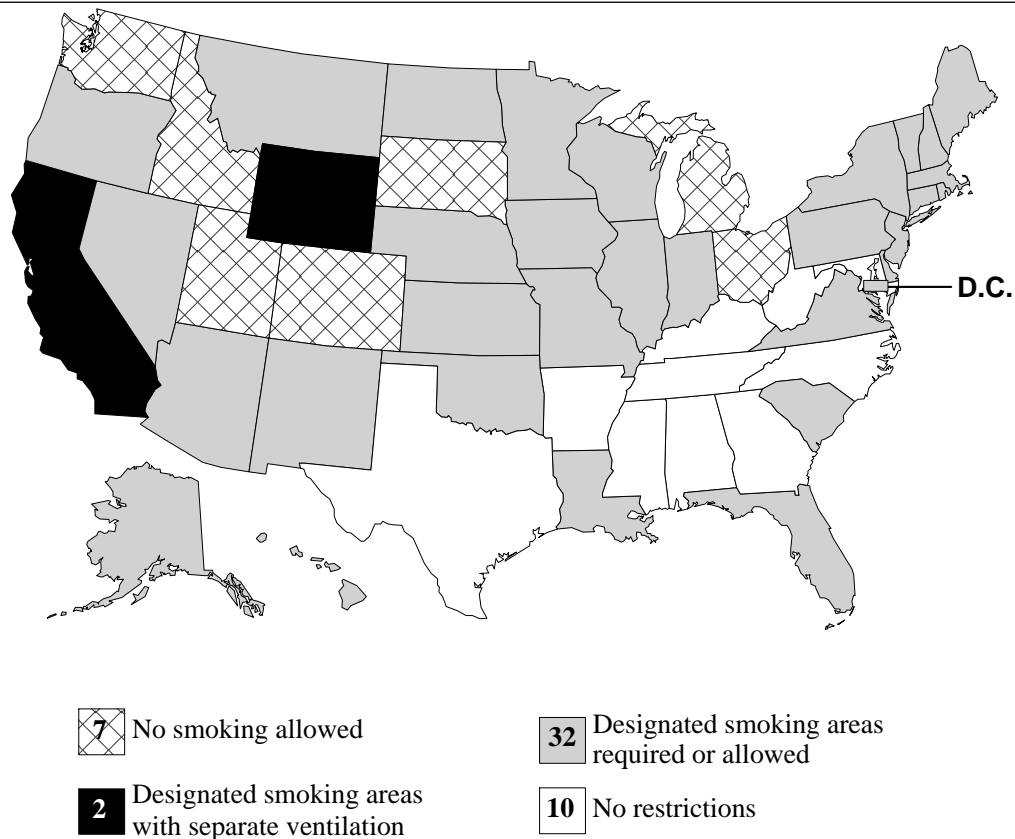 D.C.
7 No smoking allowed
2 Designated smoking areas
with separate ventilation
32 Designated smoking areas
required or allowed
10 No restrictions